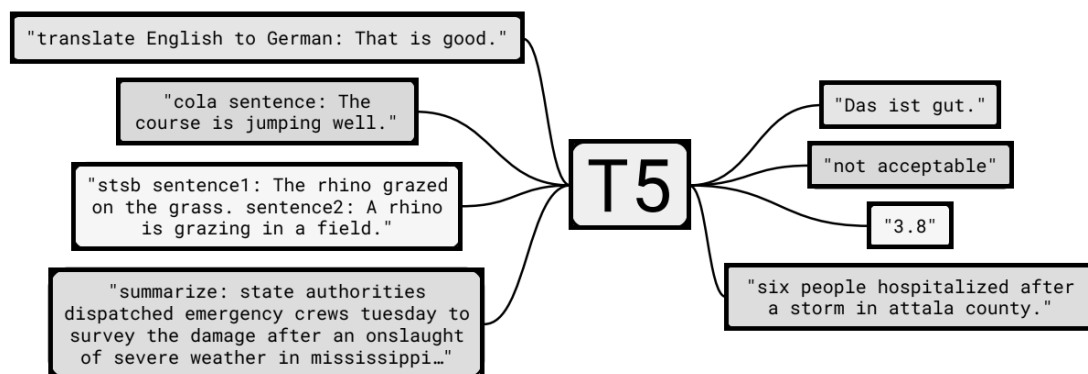 "translate English to German: That is good."
"cola sentence: The
course is jumping well."
"stsb sentence1: The rhino grazed
on the grass. sentence2: A rhino
is grazing in a field."
"summarize: state authorities
dispatched emergency crews tuesday to
survey the damage after an onslaught
of severe weather in mississippi…"
T5
"Das ist gut."
"not acceptable"
"3.8"
"six people hospitalized after
a storm in attala county."